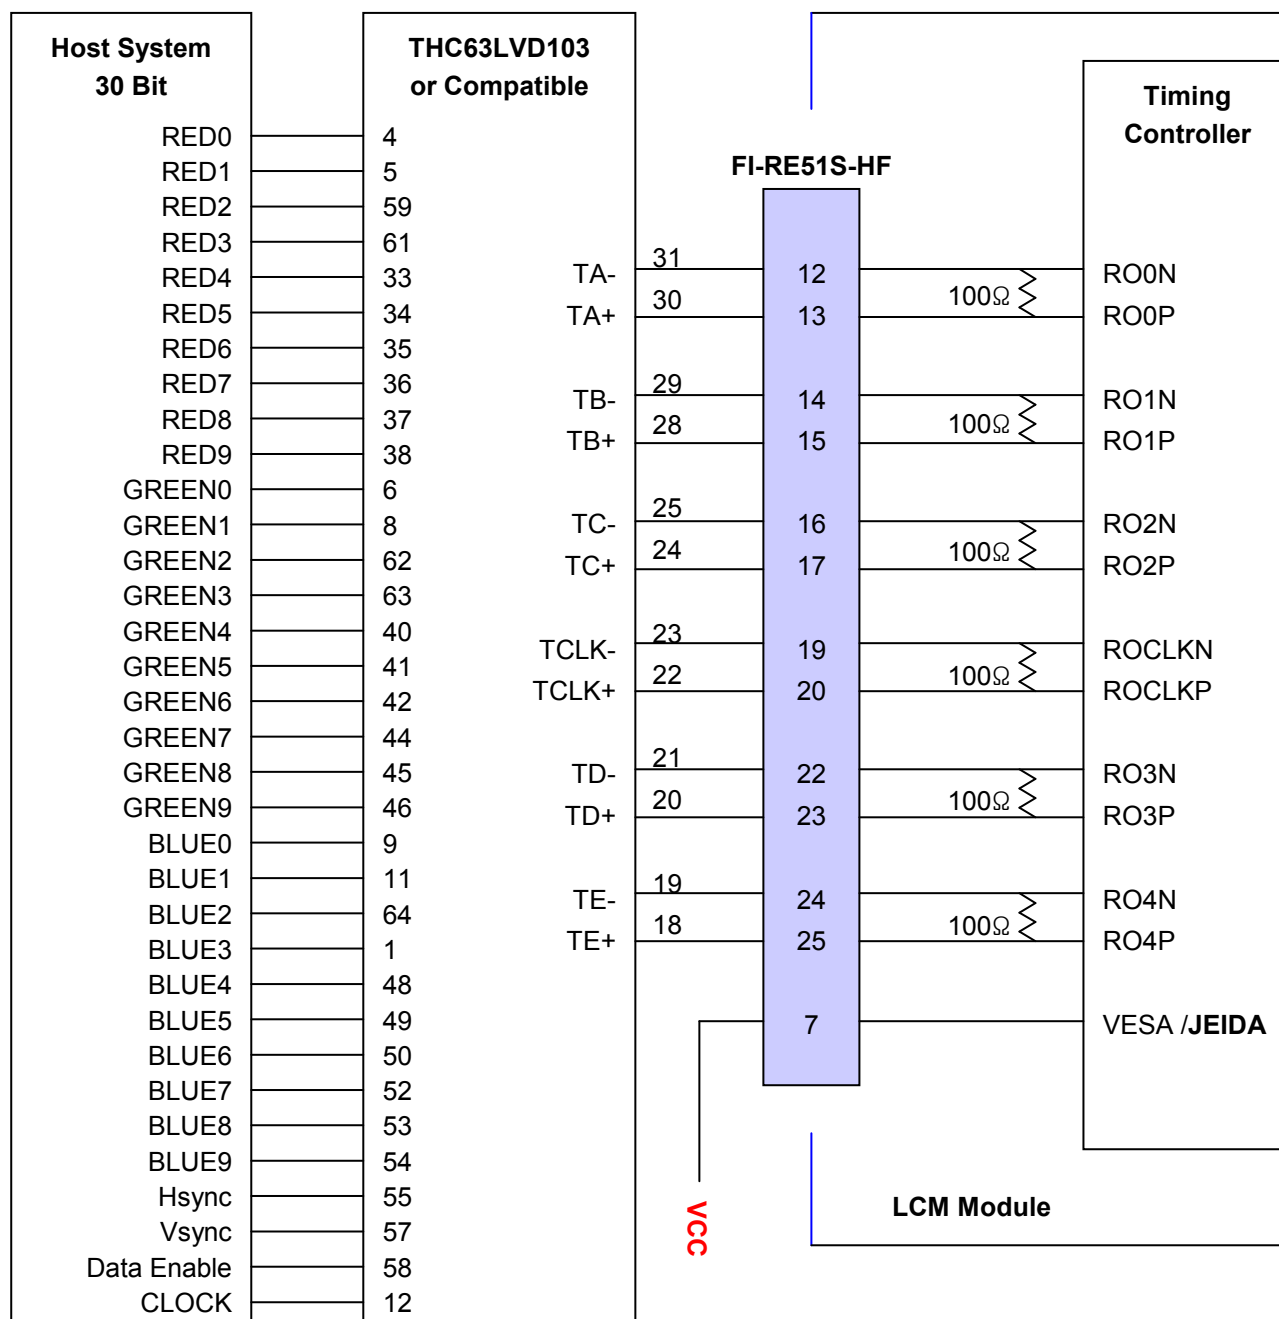 Host System
30 Bit
RED0
RED1
RED2
RED3
RED4
RED5
RED6
RED7
RED8
RED9
GREEN0
GREEN1
GREEN2
GREEN3
GREEN4
GREEN5
GREEN6
GREEN7
GREEN8
GREEN9
BLUE0
BLUE1
BLUE2
BLUE3
BLUE4
BLUE5
BLUE6
BLUE7
BLUE8
BLUE9
Hsync
Vsync
Data Enable
CLOCK
THC63LVD103
or Compatible
4
5
59
61
33
34
35
36
37
38
6
8
62
63
40
41
42
44
45
46
9
11
64
1
48
49
50
52
53
54
55
57
58
12
TA-
TA+
TB-
TB+
TC-
TC+
TCLK-
TCLK+
TD-
TD+
TE-
TE+
31
30
29
28
25
24
23
22
21
20
19
18
VCC
FI-RE51S-HF
12
13
14
15
16
17
19
20
22
23
24
25
7
100Ω
100Ω
100Ω
100Ω
100Ω
100Ω
Timing
Controller
RO0N
RO0P
RO1N
RO1P
RO2N
RO2P
ROCLKN
ROCLKP
RO3N
RO3P
RO4N
RO4P
VESA /JEIDA
LCM Module